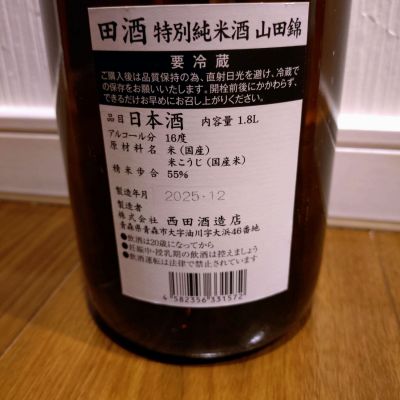 田酒 特別純米酒 山田錦
要冷蔵
ご購入後は品質保持の為、直射日光を避け、冷蔵で
の保存をお願いいたします。開栓前後にかかわらず、
できるだけお早めにお召し上がりください。
品目 日本酒 内容量 1.8L
アルコール分 16度
原材料名 米(国産)
米こうじ(国産米)
精米歩合 55%
製造年月 2025.12
製造者
株式会社 西田酒造店
青森県青森市大字油川字大浜46番地
●飲酒は20歳になってから
●妊娠中・授乳期の飲酒は控えましょう
●飲酒運転は法律で禁止されています
4 582356 331572